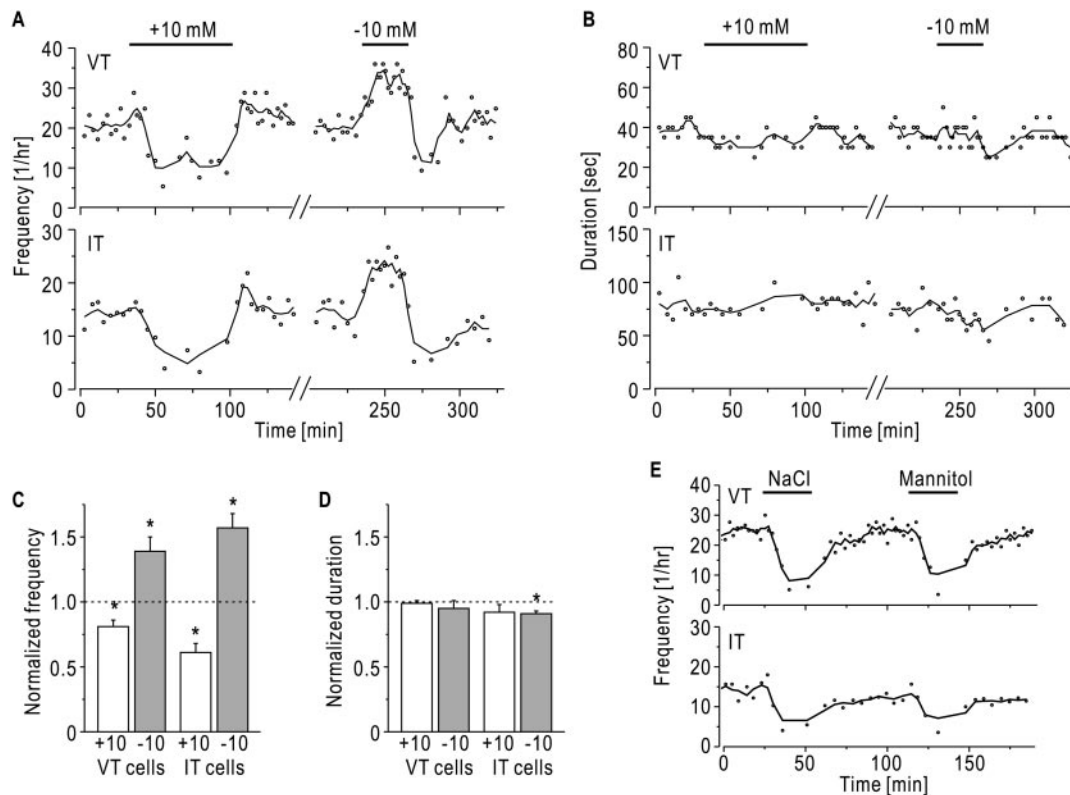 A
+10 mM
-10 mM
VT
40
30
20
10
0
IT
30
20
10
0
Frequency [1/hr]
0 50 100 250 300
Time [min]
B
+10 mM
-10 mM
VT
80
60
40
20
0
IT
150
100
75
50
0
Duration [sec]
0 50 100 250 300
Time [min]
C
Normalized frequency
1.5
1.0
0.5
0
* * * *
+10 -10 +10 -10
VT cells IT cells
D
Normalized duration
1.5
1.0
0.5
0
*
+10 -10 +10 -10
VT cells IT cells
E
NaCl
Mannitol
VT
40
30
20
10
0
IT
30
20
10
0
Frequency [1/hr]
0 50 100 150
Time [min]